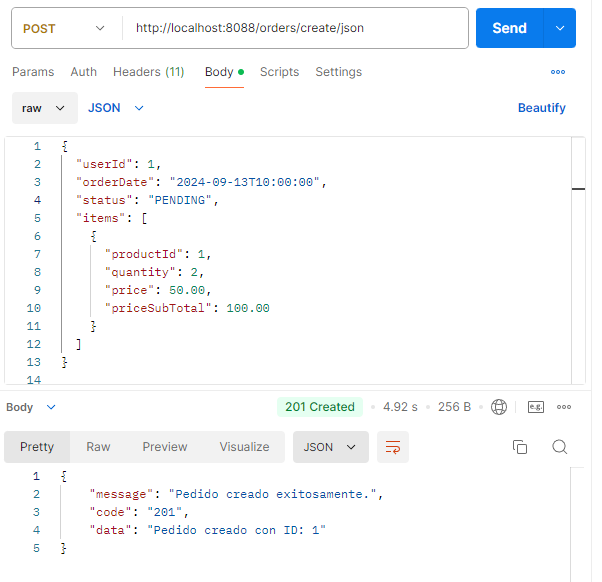 POST http://localhost:8088/orders/create/json Send
Params Auth Headers (11) Body Scripts Settings
raw JSON Beautify
1 {
2 "userId": 1,
3 "orderDate": "2024-09-13T10:00:00",
4 "status": "PENDING",
5 "items": [
6 {
7 "productId": 1,
8 "quantity": 2,
9 "price": 50.00,
10 "priceSubTotal": 100.00
11 }
12 ]
13 }
14
Body 201 Created 4.92 s 256 B e.g.
Pretty Raw Preview Visualize JSON
1 {
2 "message": "Pedido creado exitosamente.",
3 "code": "201",
4 "data": "Pedido creado con ID: 1"
5 }